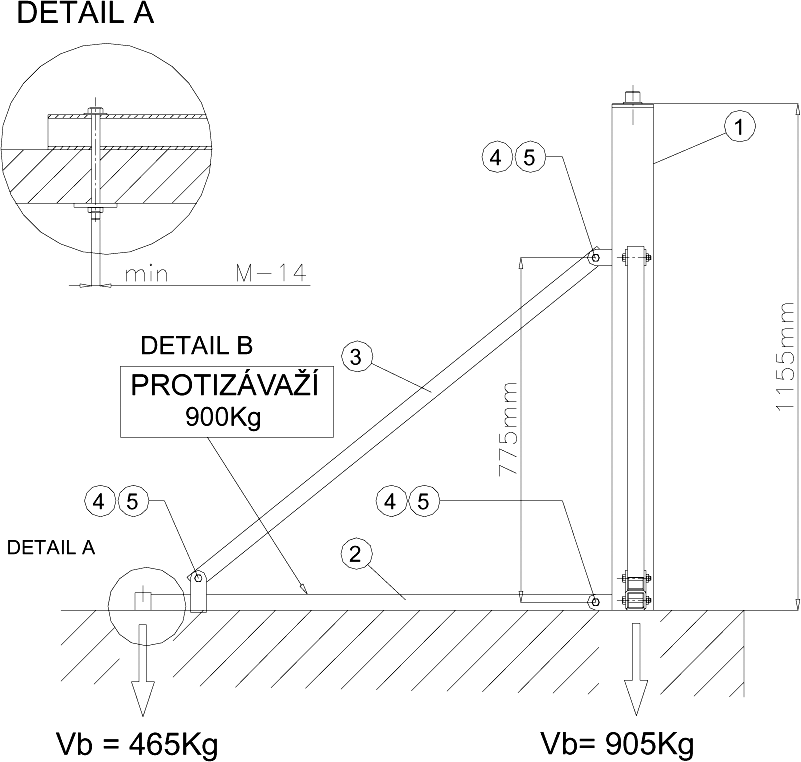 DETAIL A
1
4 5
min M-14
DETAIL B
3
PROTIZÁVAŽÍ
900Kg
775mm
1155mm
4 5
4 5
DETAIL A
2
Vb = 465Kg
Vb= 905Kg